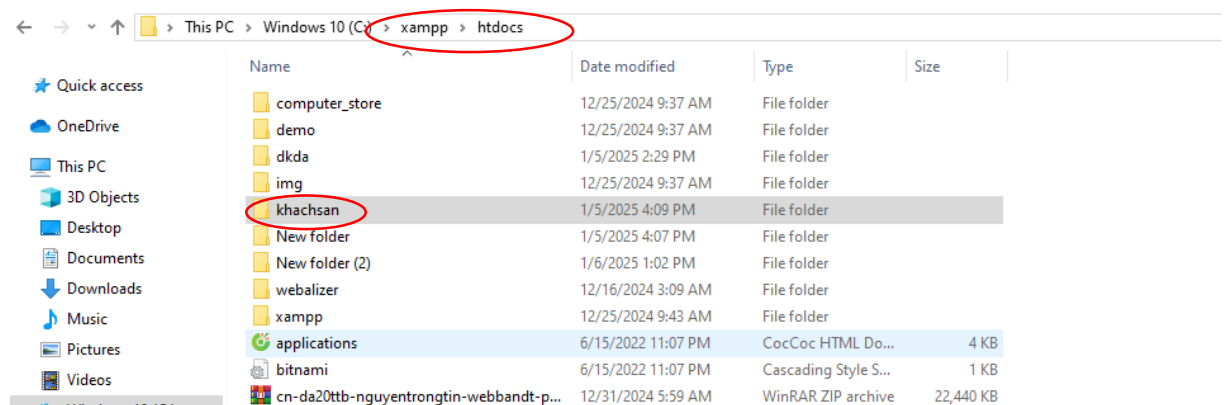 This PC > Windows 10 (C:) > xampp > htdocs
Name Date modified Type Size
Quick access
OneDrive
This PC
3D Objects
Desktop
Documents
Downloads
Music
Pictures
Videos
computer_store 12/25/2024 9:37 AM File folder
demo 12/25/2024 9:37 AM File folder
dkda 1/5/2025 2:29 PM File folder
img 12/25/2024 9:37 AM File folder
khachsan 1/5/2025 4:09 PM File folder
New folder 1/5/2025 4:07 PM File folder
New folder (2) 1/6/2025 1:02 PM File folder
webalizer 12/16/2024 3:09 AM File folder
xampp 12/25/2024 9:43 AM File folder
applications 6/15/2022 11:07 PM CocCoc HTML Do... 4 KB
bitnami 6/15/2022 11:07 PM Cascading Style S... 1 KB
cn-da20ttb-nguyentrongtin-webbandt-p... 12/31/2024 5:59 AM WinRAR ZIP archive 22,440 KB